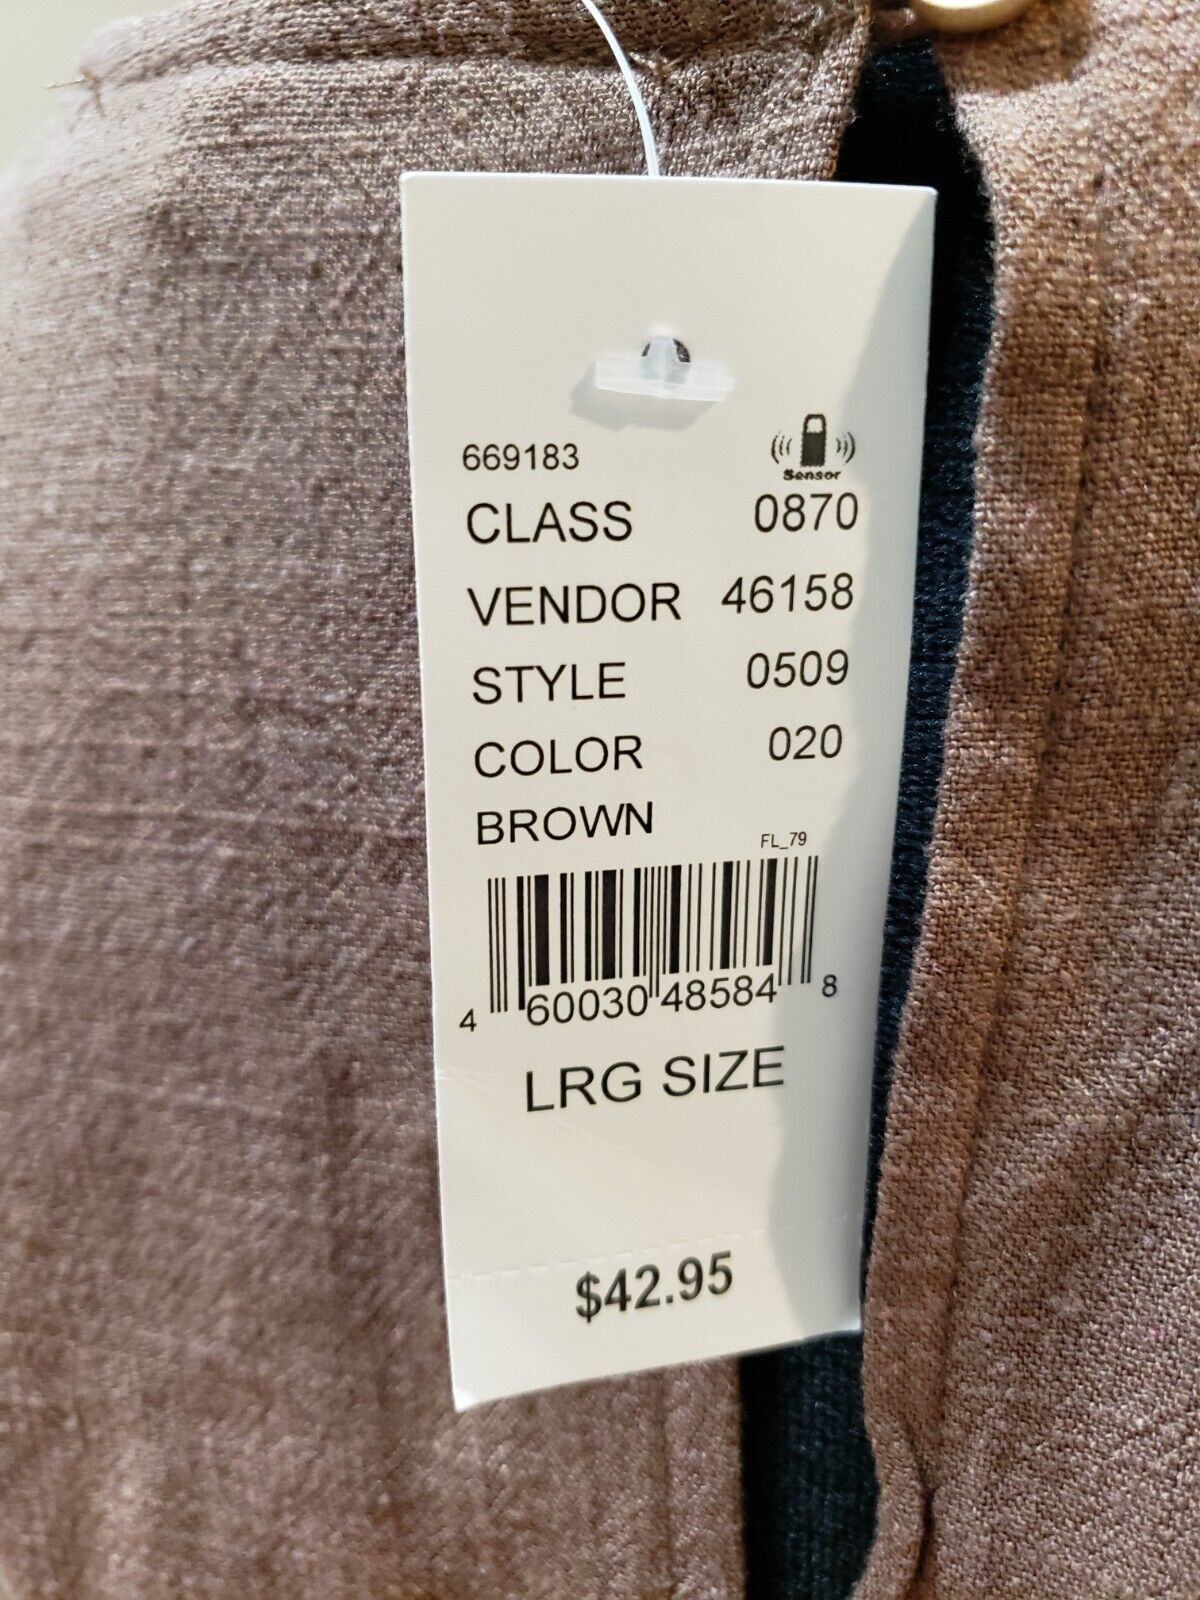 669183
Sensor
CLASS 0870
VENDOR 46158
STYLE 0509
COLOR 020
BROWN
FL_79
4 60030 48584 8
LRG SIZE
$42.95